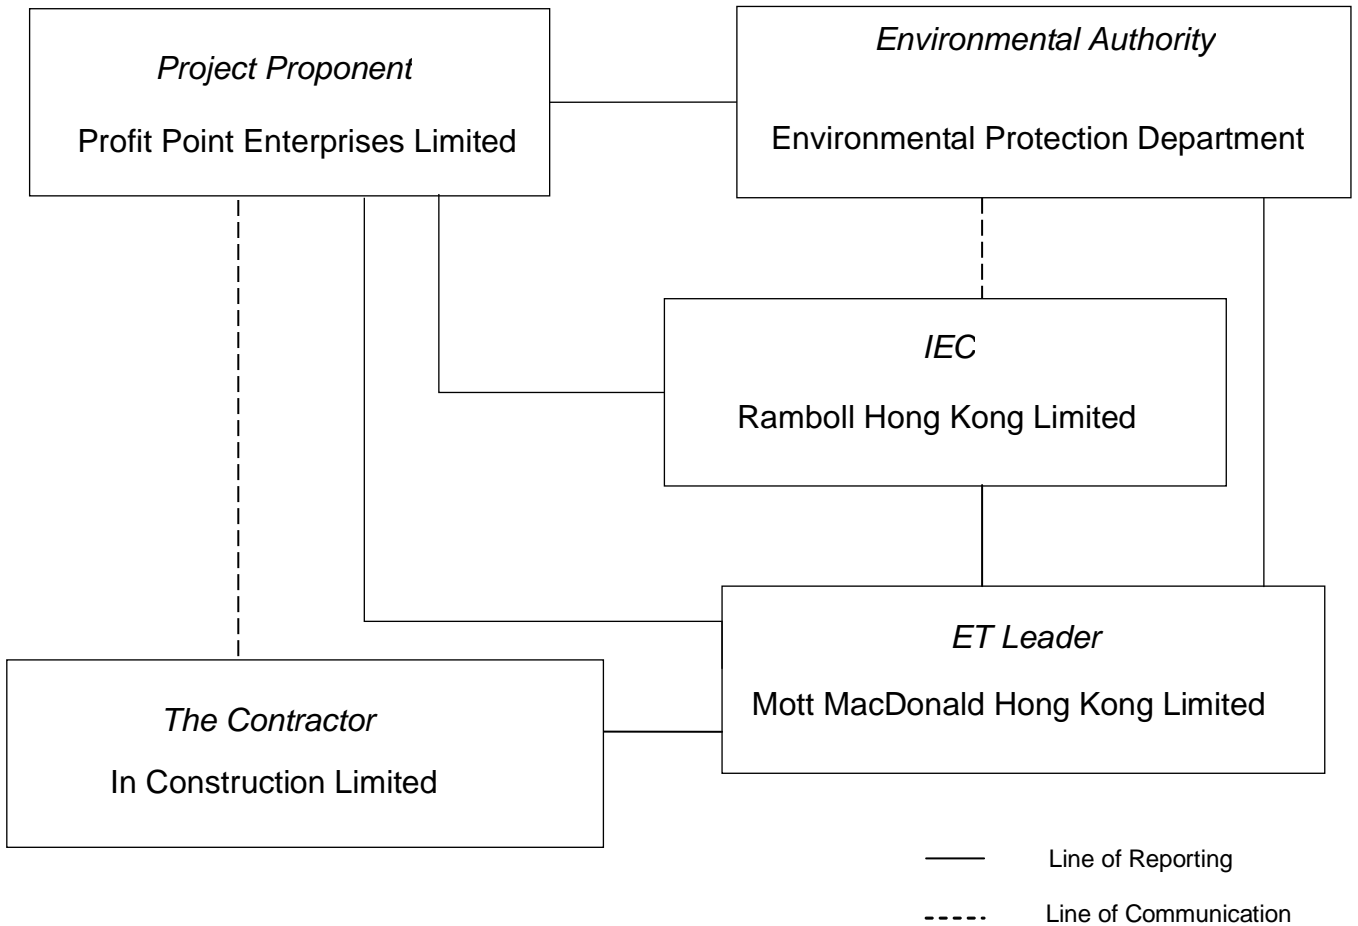 Project Proponent
Profit Point Enterprises Limited
Environmental Authority
Environmental Protection Department
IEC
Ramboll Hong Kong Limited
ET Leader
Mott MacDonald Hong Kong Limited
The Contractor
In Construction Limited
Line of Reporting
Line of Communication